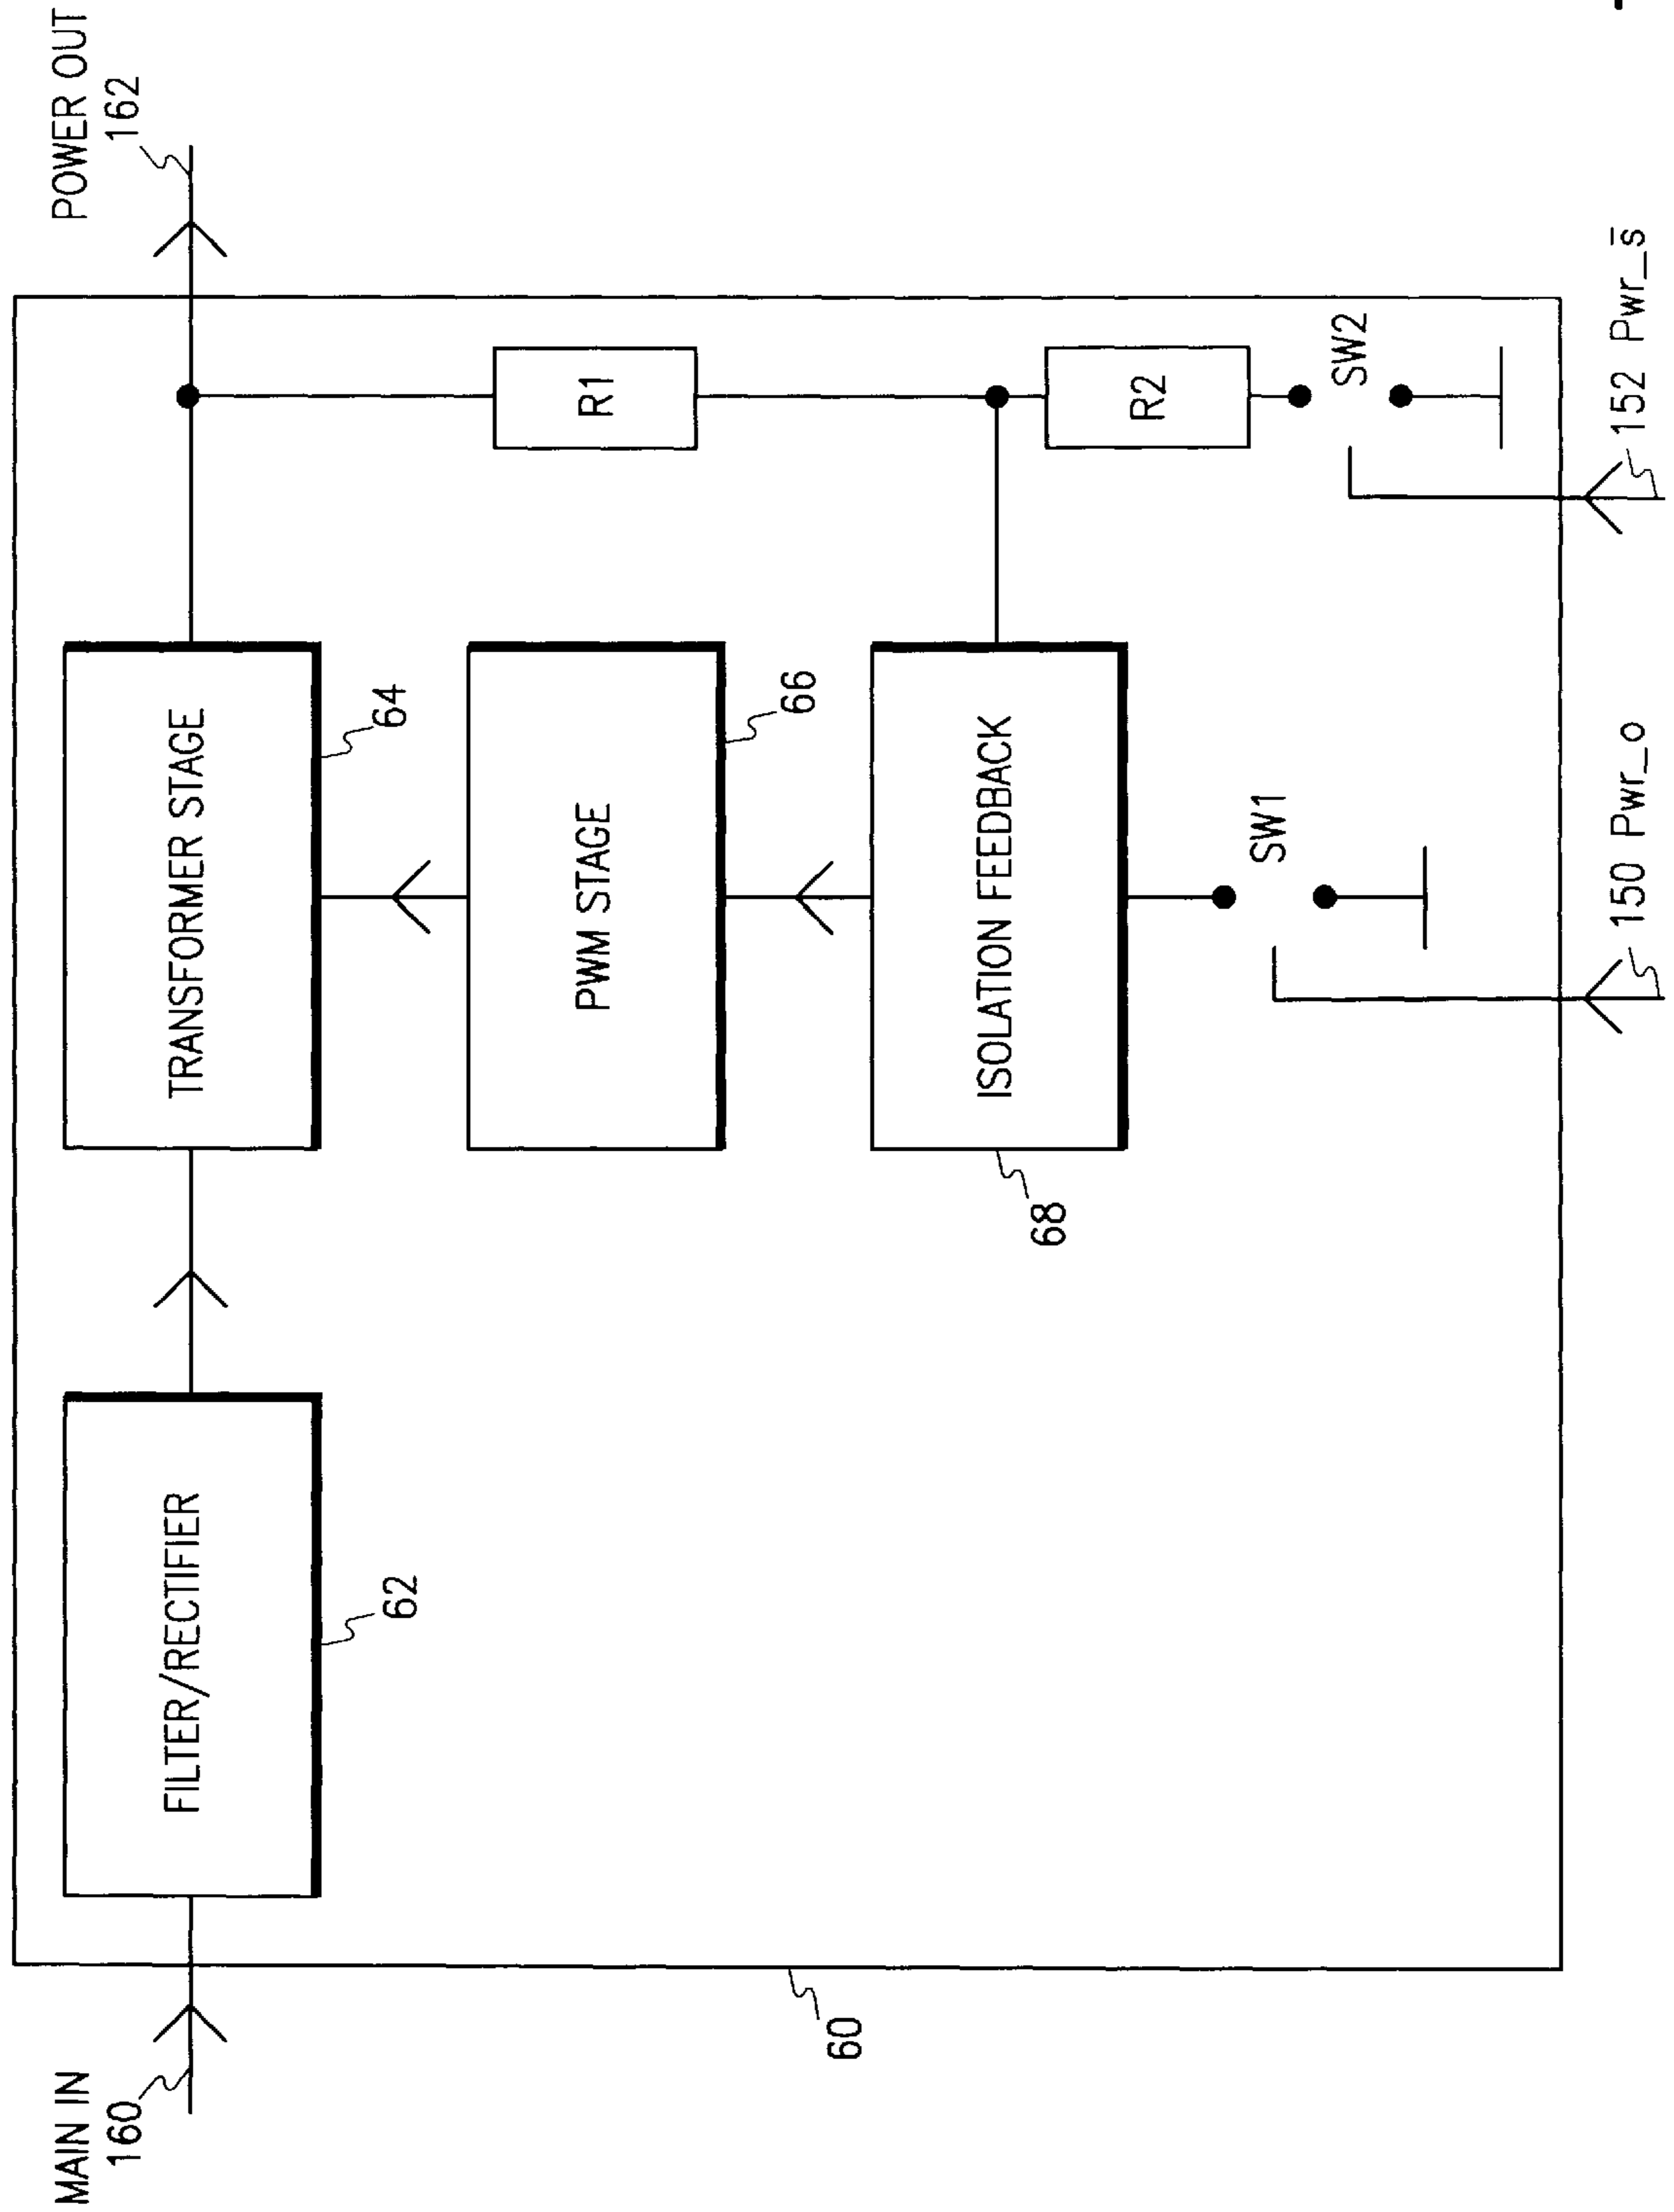 MAIN IN
160
POWER OUT
162
FILTER/RECTIFIER
62
TRANSFORMER STAGE
64
PWM STAGE
66
ISOLATION FEEDBACK
68
R1
R2
SW1
SW2
60
150 Pwr_o
152 Pwr_s̅